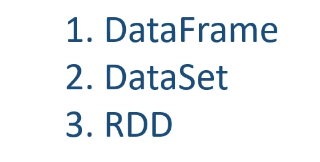 1. DataFrame
2. DataSet
3. RDD